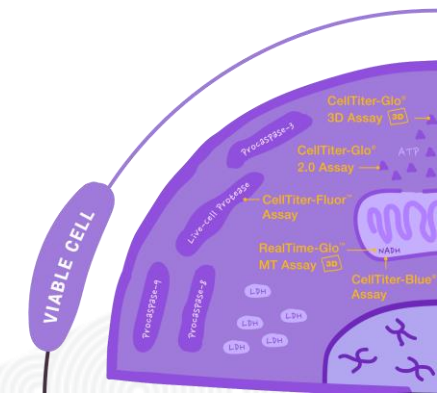 VIABLE CELL
Procaspase-3
CellTiter-Glo®
3D Assay 3D
ATP
CellTiter-Glo®
2.0 Assay
Live-cell Protease
CellTiter-Fluor™
Assay
RealTime-Glo™
MT Assay 3D
NADH
CellTiter-Blue®
Assay
Procaspase-9
Procaspase-8
LDH
LDH
LDH
LDH
LDH
LDH